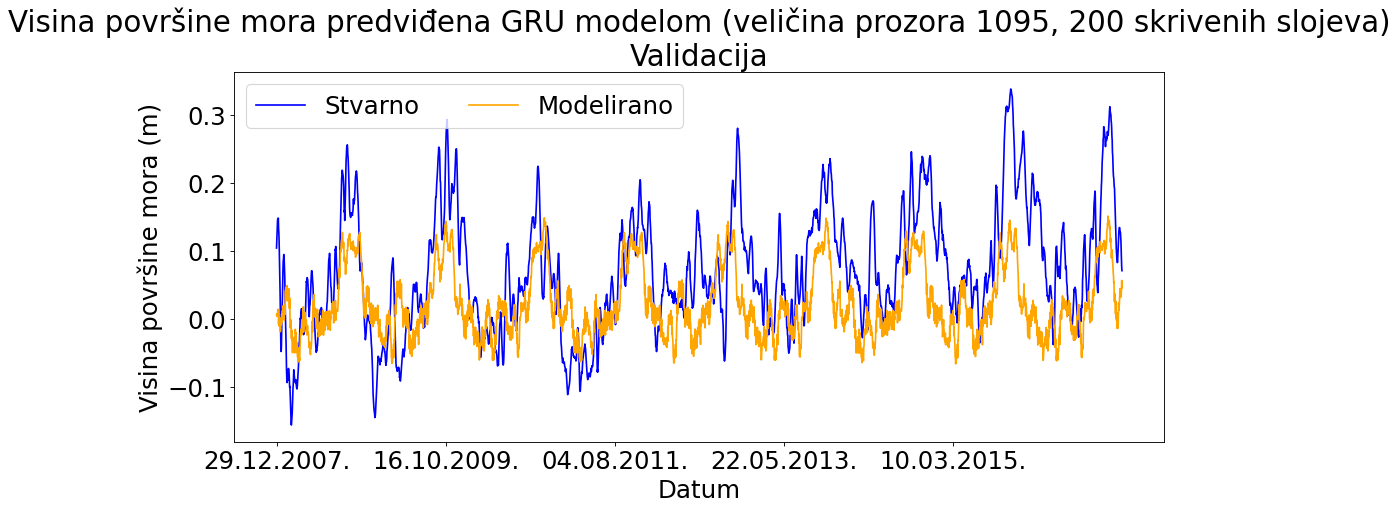 Visina površine mora predviđena GRU modelom (veličina prozora 1095, 200 skrivenih slojeva)
Validacija
Stvarno
Modelirano
Visina površine mora (m)
0.3
0.2
0.1
0.0
−0.1
29.12.2007.
16.10.2009.
04.08.2011.
22.05.2013.
10.03.2015.
Datum